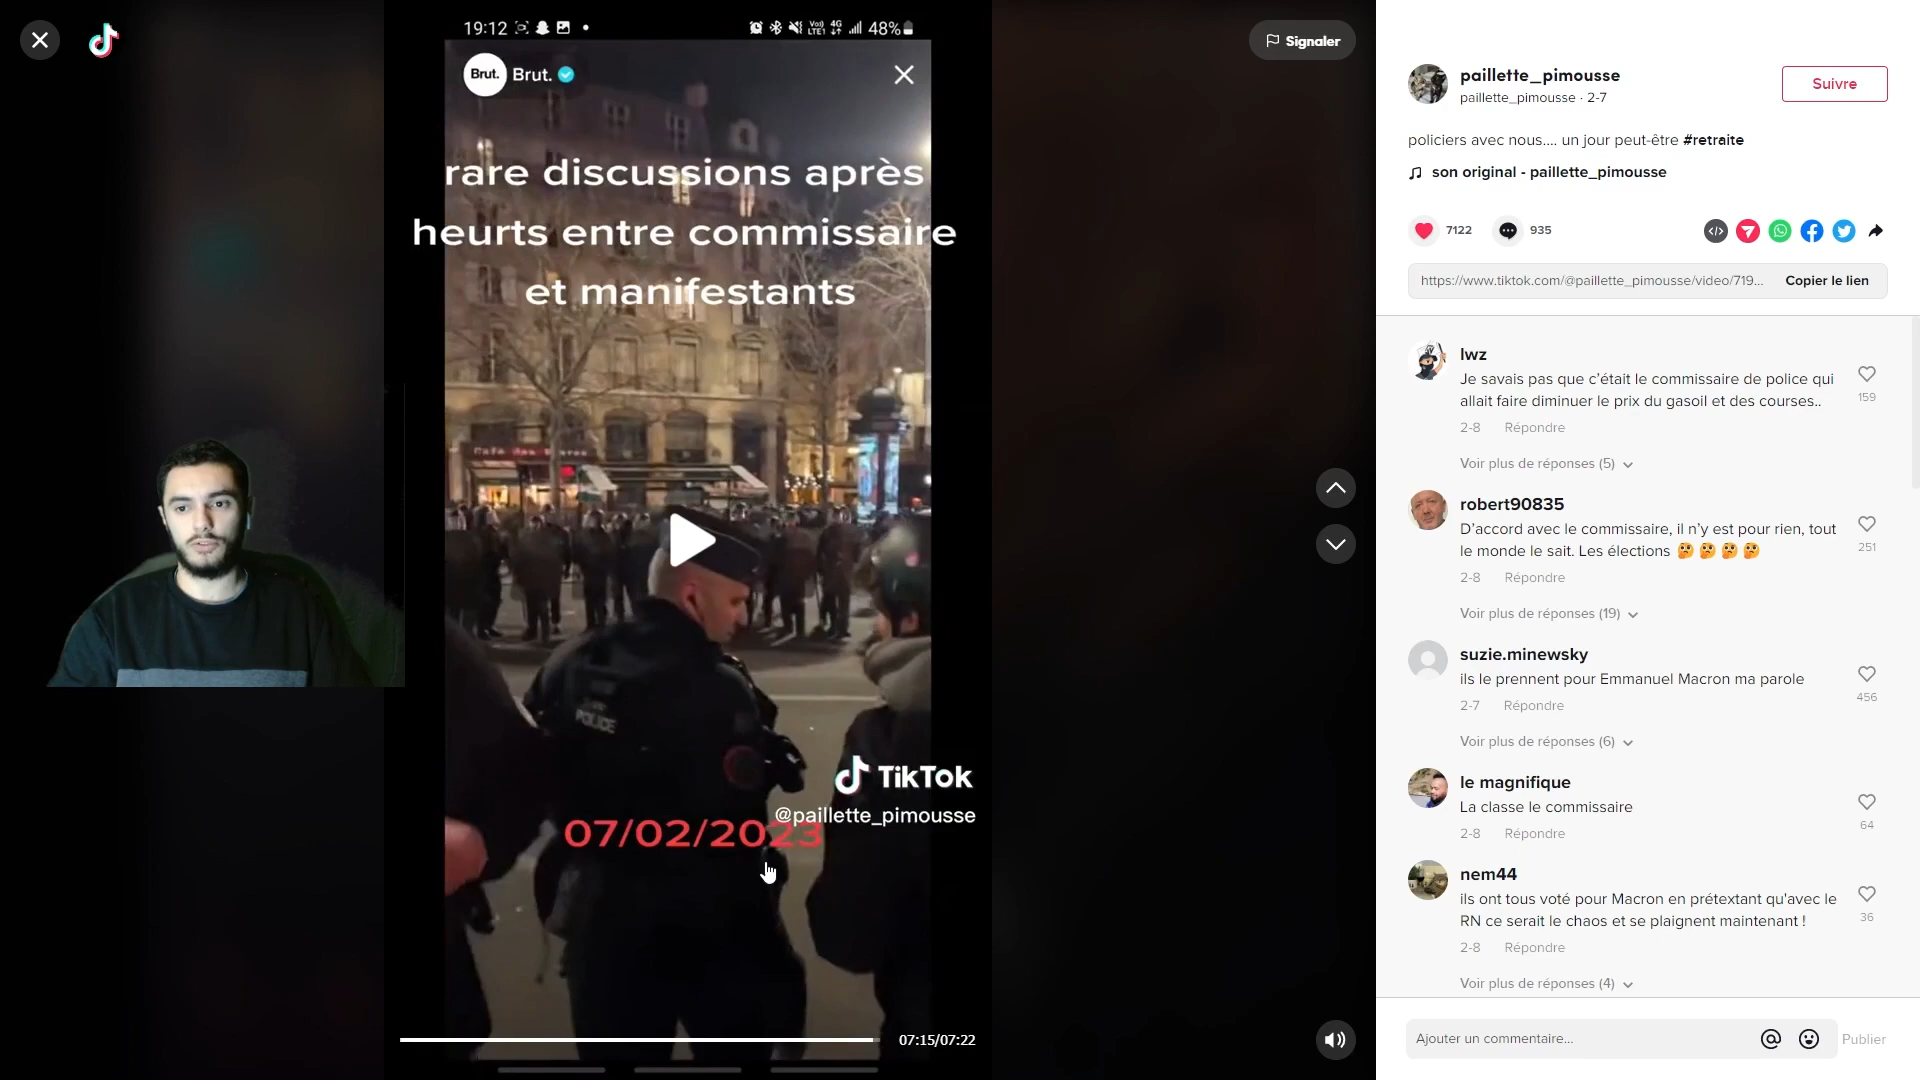 19:12
Vo)) LTE1 4G 48%
Brut. Brut.
rare discussions après
heurts entre commissaire
et manifestants
POLICE
TikTok
@paillette_pimousse
07/02/2023
07:15/07:22
Signaler
paillette_pimousse
paillette_pimousse · 2-7
Suivre
policiers avec nous.... un jour peut-être #retraite
son original - paillette_pimousse
7122 935
https://www.tiktok.com/@paillette_pimousse/video/719... Copier le lien
lwz
Je savais pas que c’était le commissaire de police qui
allait faire diminuer le prix du gasoil et des courses..
159
2-8 Répondre
Voir plus de réponses (5)
robert90835
D’accord avec le commissaire, il n’y est pour rien, tout
le monde le sait. Les élections 🤔 🤔 🤔 🤔
251
2-8 Répondre
Voir plus de réponses (19)
suzie.minewsky
ils le prennent pour Emmanuel Macron ma parole
456
2-7 Répondre
Voir plus de réponses (6)
le magnifique
La classe le commissaire
64
2-8 Répondre
nem44
ils ont tous voté pour Macron en prétextant qu'avec le
RN ce serait le chaos et se plaignent maintenant !
36
2-8 Répondre
Voir plus de réponses (4)
Ajouter un commentaire...
Publier